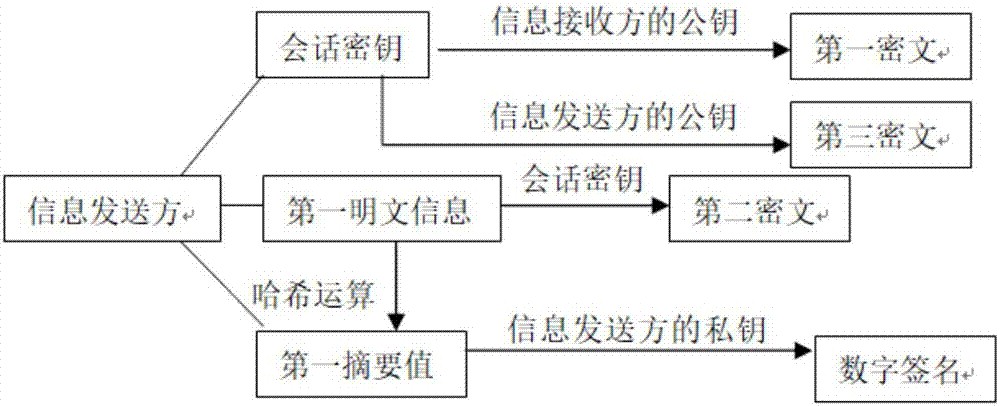 信息接收方的公钥
会话密钥
第一密文
信息发送方的公钥
第三密文
会话密钥
信息发送方
第一明文信息
第二密文
哈希运算
信息发送方的私钥
第一摘要值
数字签名